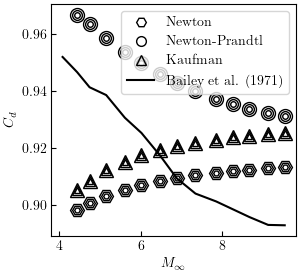 0.96
0.94
0.92
0.90
C_d
4
6
8
M_∞
Newton
Newton-Prandtl
Kaufman
Bailey et al. (1971)